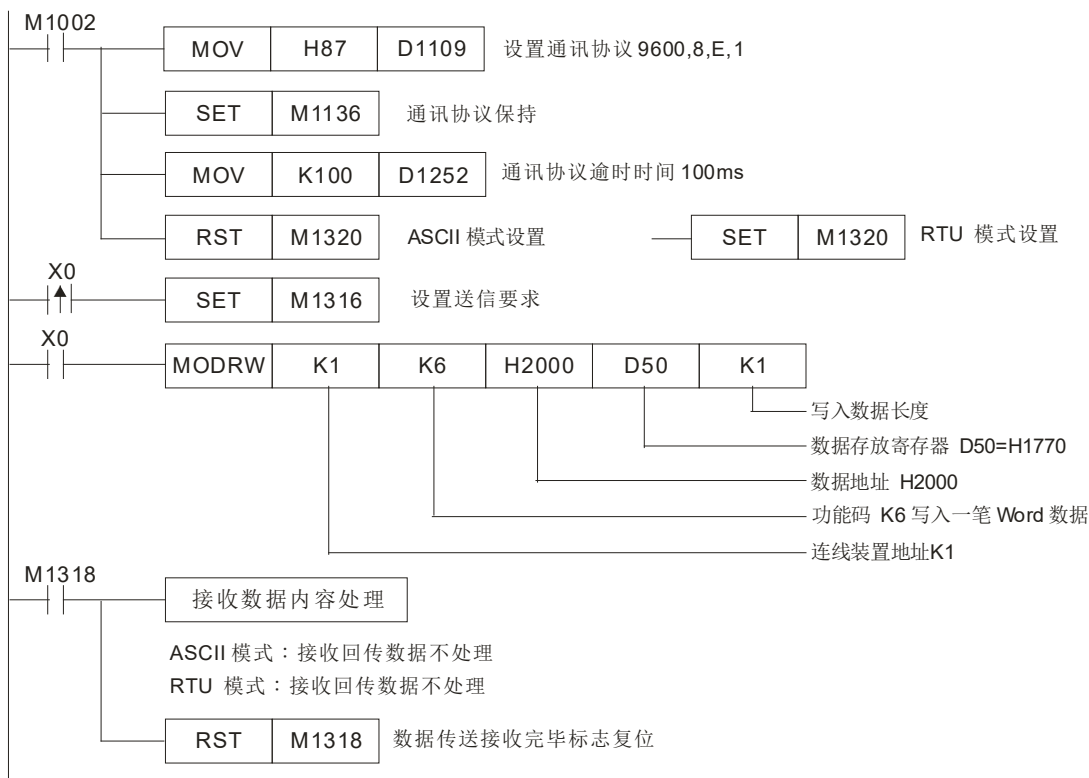 M1002
MOV H87 D1109 设置通讯协议 9600,8,E,1
SET M1136 通讯协议保持
MOV K100 D1252 通讯协议逾时时间 100ms
RST M1320 ASCII 模式设置 SET M1320 RTU 模式设置
X0
SET M1316 设置送信要求
X0
MODRW K1 K6 H2000 D50 K1
写入数据长度
数据存放寄存器 D50=H1770
数据地址 H2000
功能码 K6 写入一笔 Word 数据
连线装置地址K1
M1318
接收数据内容处理
ASCII 模式：接收回传数据不处理
RTU 模式：接收回传数据不处理
RST M1318 数据传送接收完毕标志复位